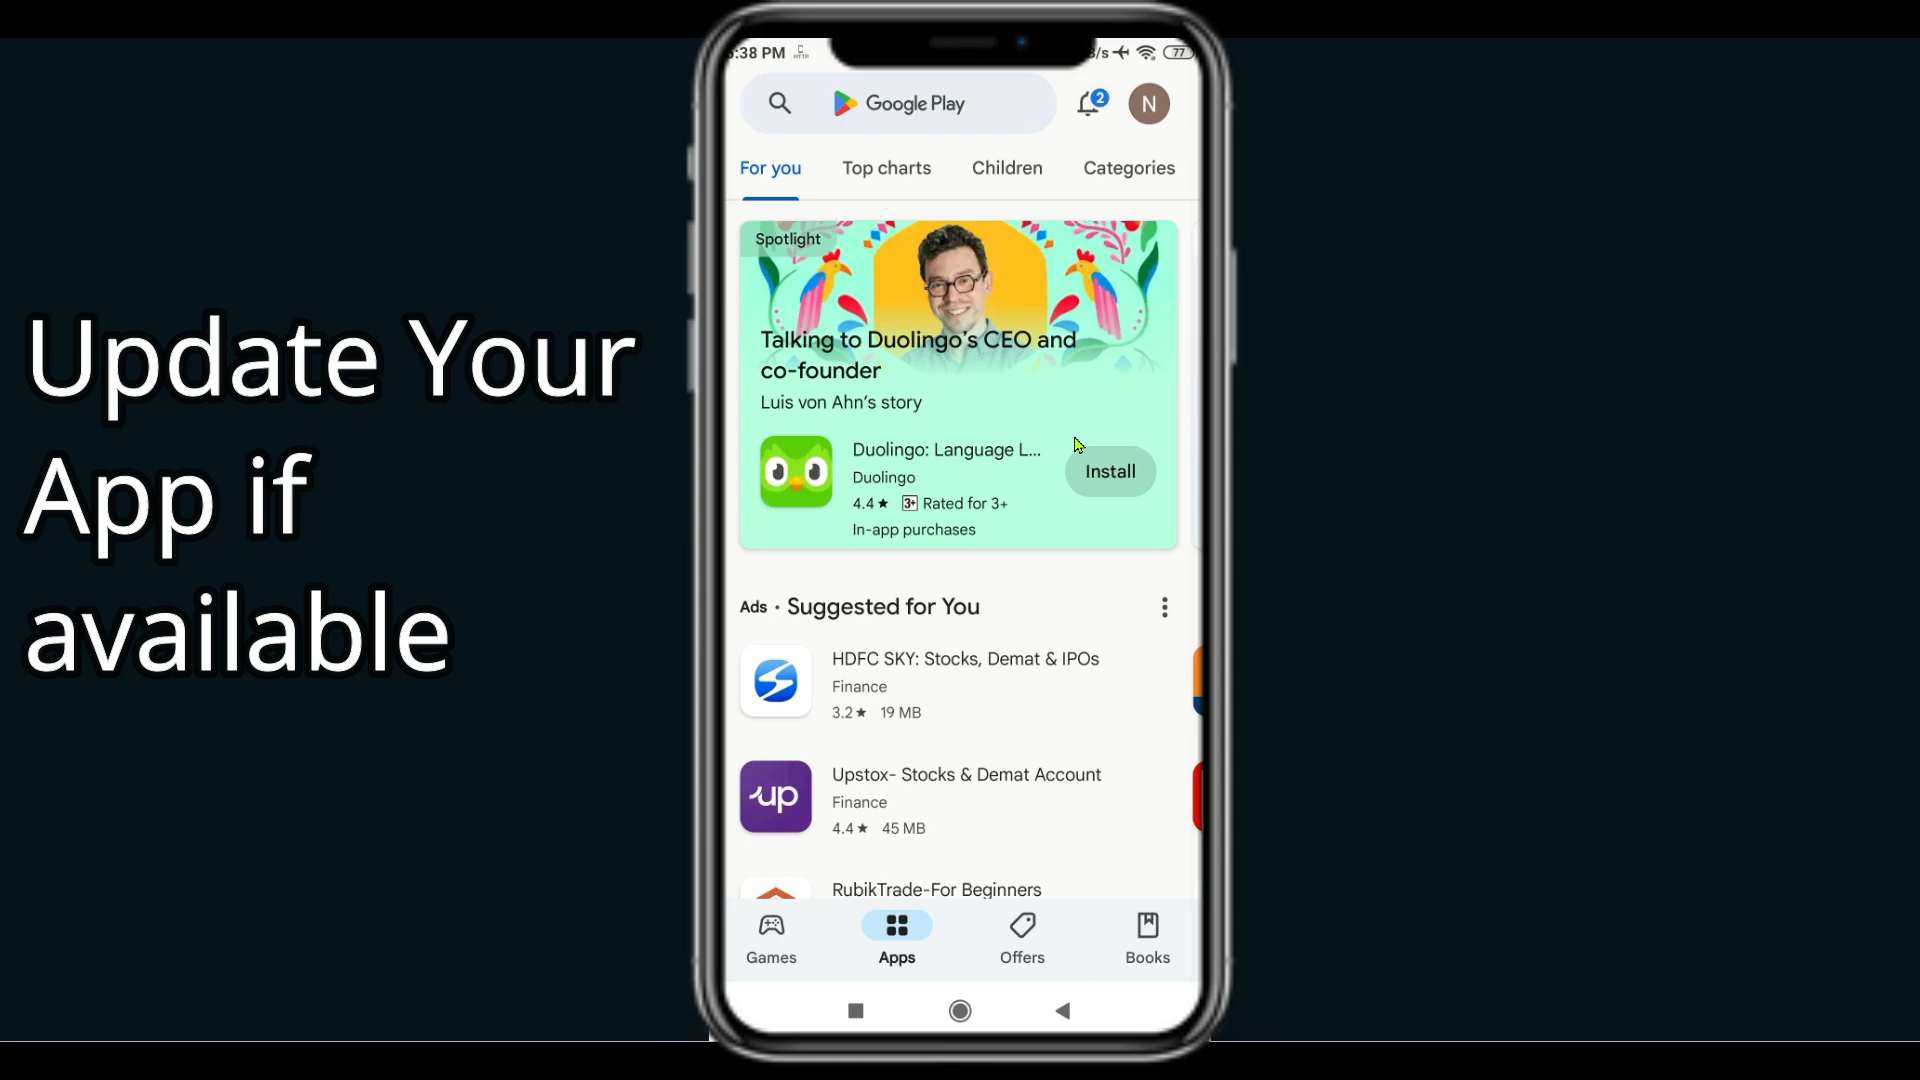 Update Your
App if
available
:38 PM
/s 77
Google Play
2
N
For you Top charts Children Categories
Spotlight
Talking to Duolingo's CEO and
co-founder
Luis von Ahn's story
Duolingo: Language L...
Duolingo
Install
4.4★ 3+ Rated for 3+
In-app purchases
Ads • Suggested for You
HDFC SKY: Stocks, Demat & IPOs
Finance
3.2★ 19 MB
up
Upstox- Stocks & Demat Account
Finance
4.4★ 45 MB
RubikTrade-For Beginners
Games Apps Offers Books